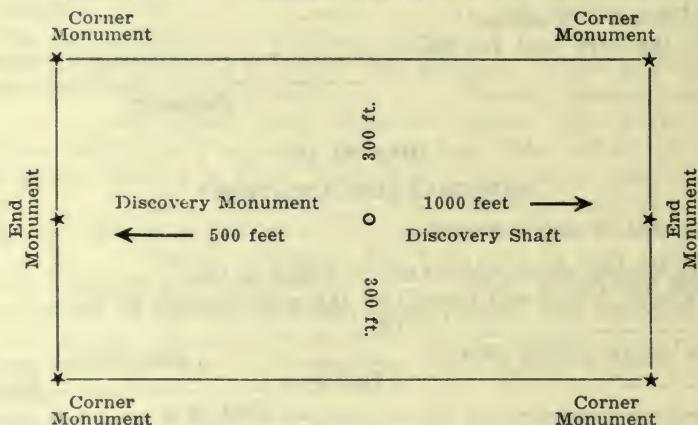 Corner
Monument
Corner
Monument
300 ft.
End
Monument
Discovery Monument
500 feet
1000 feet
Discovery Shaft
End
Monument
300 ft.
Corner
Monument
Corner
Monument